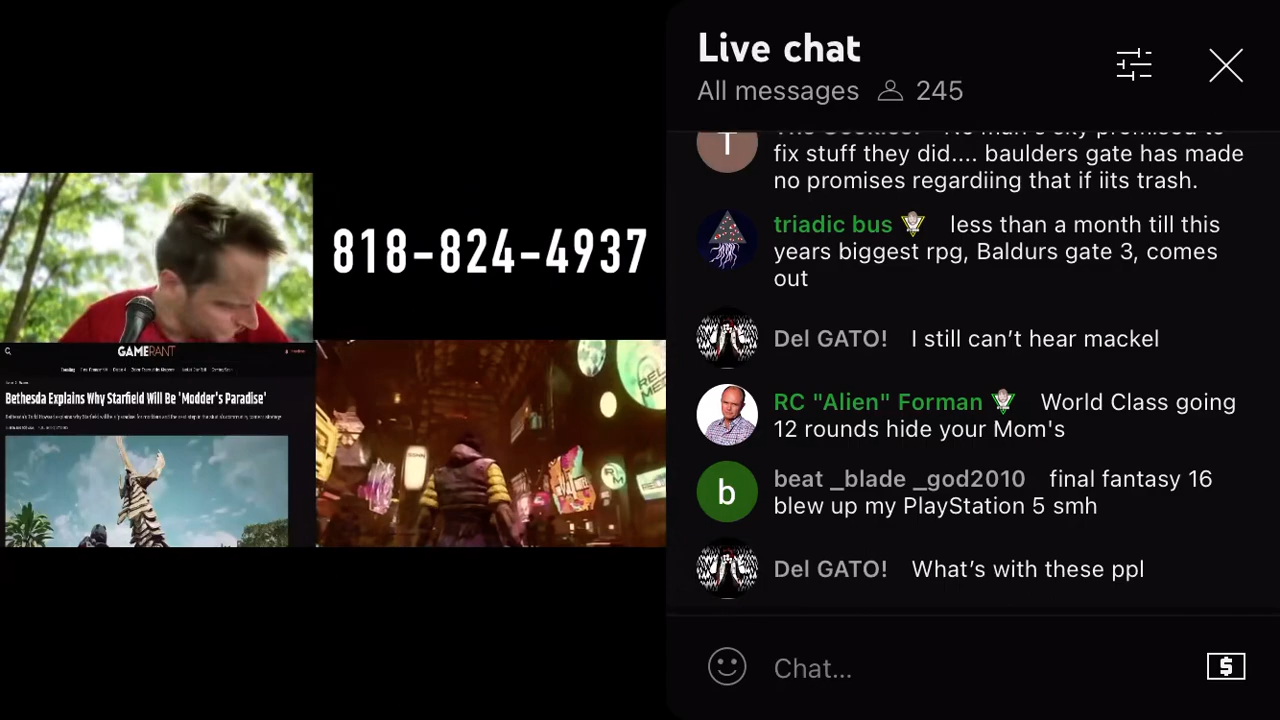 818-824-4937
GAMERANT
Bethesda Explains Why Starfield Will Be 'Modder's Paradise'
Live chat
All messages 245
T
fix stuff they did.... baulders gate has made
no promises regardiing that if iits trash.
triadic bus less than a month till this
years biggest rpg, Baldurs gate 3, comes
out
Del GATO! I still can't hear mackel
RC "Alien" Forman World Class going
12 rounds hide your Mom's
b
beat _blade _god2010 final fantasy 16
blew up my PlayStation 5 smh
Del GATO! What's with these ppl
Chat...
$